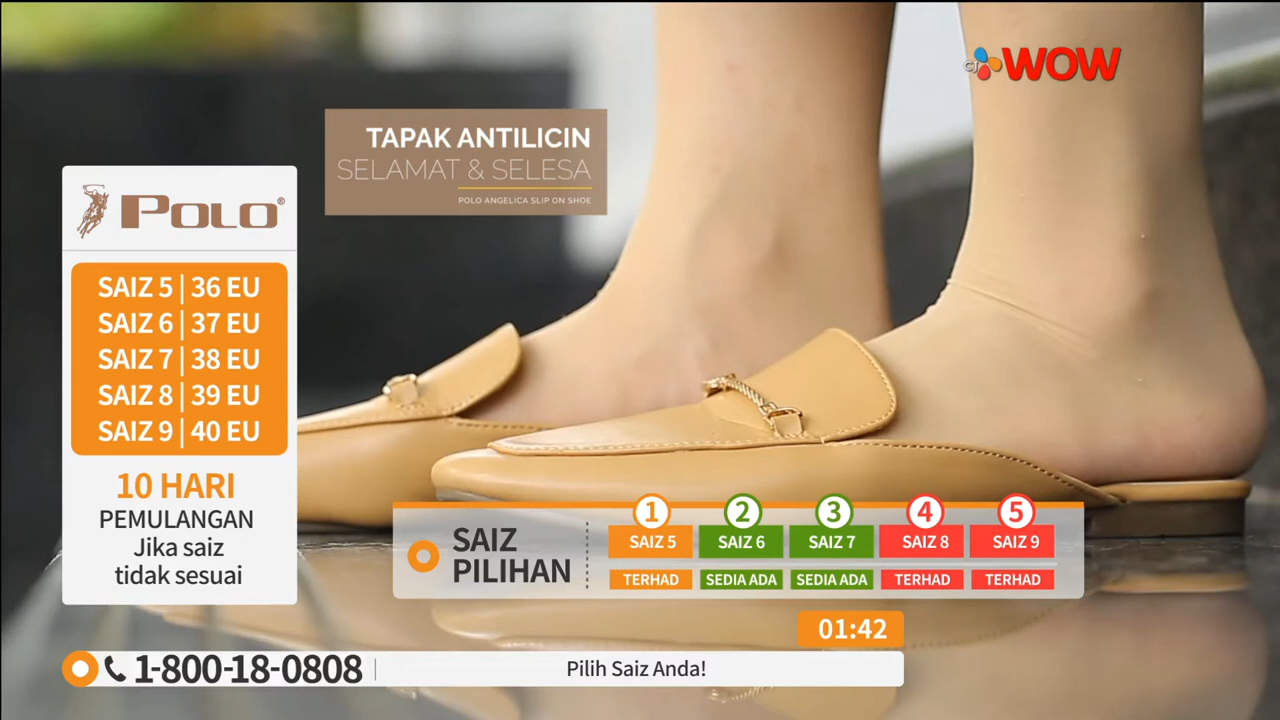 CJ WOW
TAPAK ANTILICIN
SELAMAT & SELESA
POLO ANGELICA SLIP ON SHOE
POLO®
SAIZ 5 | 36 EU
SAIZ 6 | 37 EU
SAIZ 7 | 38 EU
SAIZ 8 | 39 EU
SAIZ 9 | 40 EU
10 HARI
PEMULANGAN
Jika saiz
tidak sesuai
SAIZ
PILIHAN
1 2 3 4 5
SAIZ 5 SAIZ 6 SAIZ 7 SAIZ 8 SAIZ 9
TERHAD SEDIA ADA SEDIA ADA TERHAD TERHAD
01:42
1-800-18-0808 Pilih Saiz Anda!